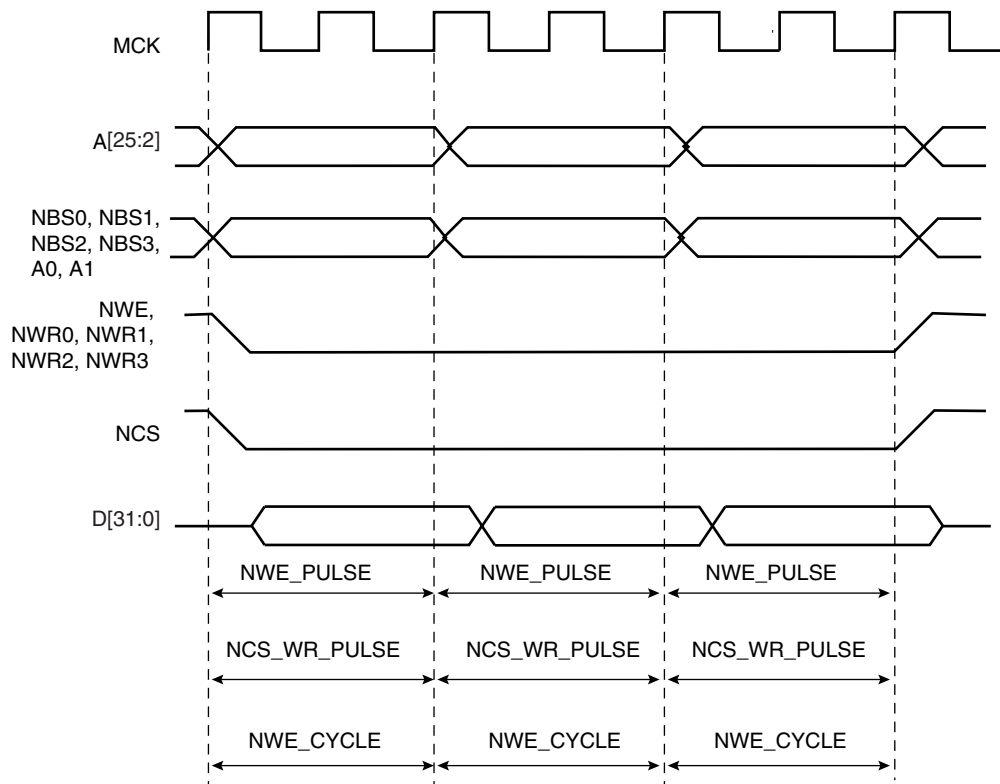 MCK
A[25:2]
NBS0, NBS1,
NBS2, NBS3,
A0, A1
NWE,
NWR0, NWR1,
NWR2, NWR3
NCS
D[31:0]
NWE_PULSE NWE_PULSE NWE_PULSE
NCS_WR_PULSE NCS_WR_PULSE NCS_WR_PULSE
NWE_CYCLE NWE_CYCLE NWE_CYCLE